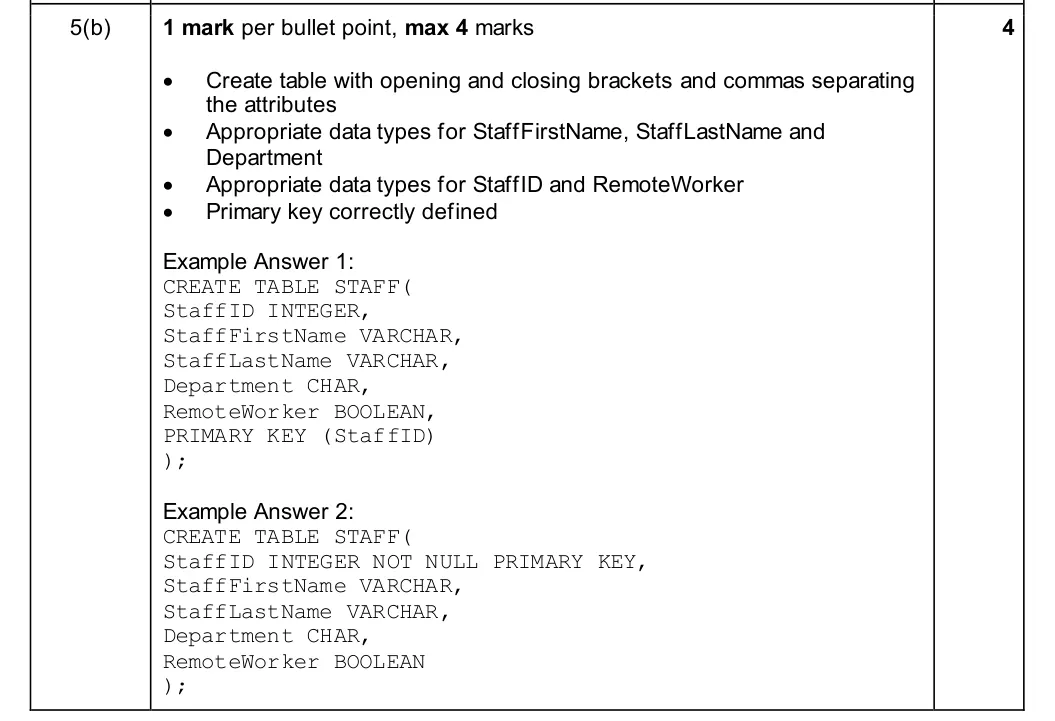 5(b) 1 mark per bullet point, max 4 marks 4
• Create table with opening and closing brackets and commas separating
the attributes
• Appropriate data types for StaffFirstName, StaffLastName and
Department
• Appropriate data types for StaffID and RemoteWorker
• Primary key correctly defined
Example Answer 1:
CREATE TABLE STAFF(
StaffID INTEGER,
StaffFirstName VARCHAR,
StaffLastName VARCHAR,
Department CHAR,
RemoteWorker BOOLEAN,
PRIMARY KEY (StaffID)
);
Example Answer 2:
CREATE TABLE STAFF(
StaffID INTEGER NOT NULL PRIMARY KEY,
StaffFirstName VARCHAR,
StaffLastName VARCHAR,
Department CHAR,
RemoteWorker BOOLEAN
);